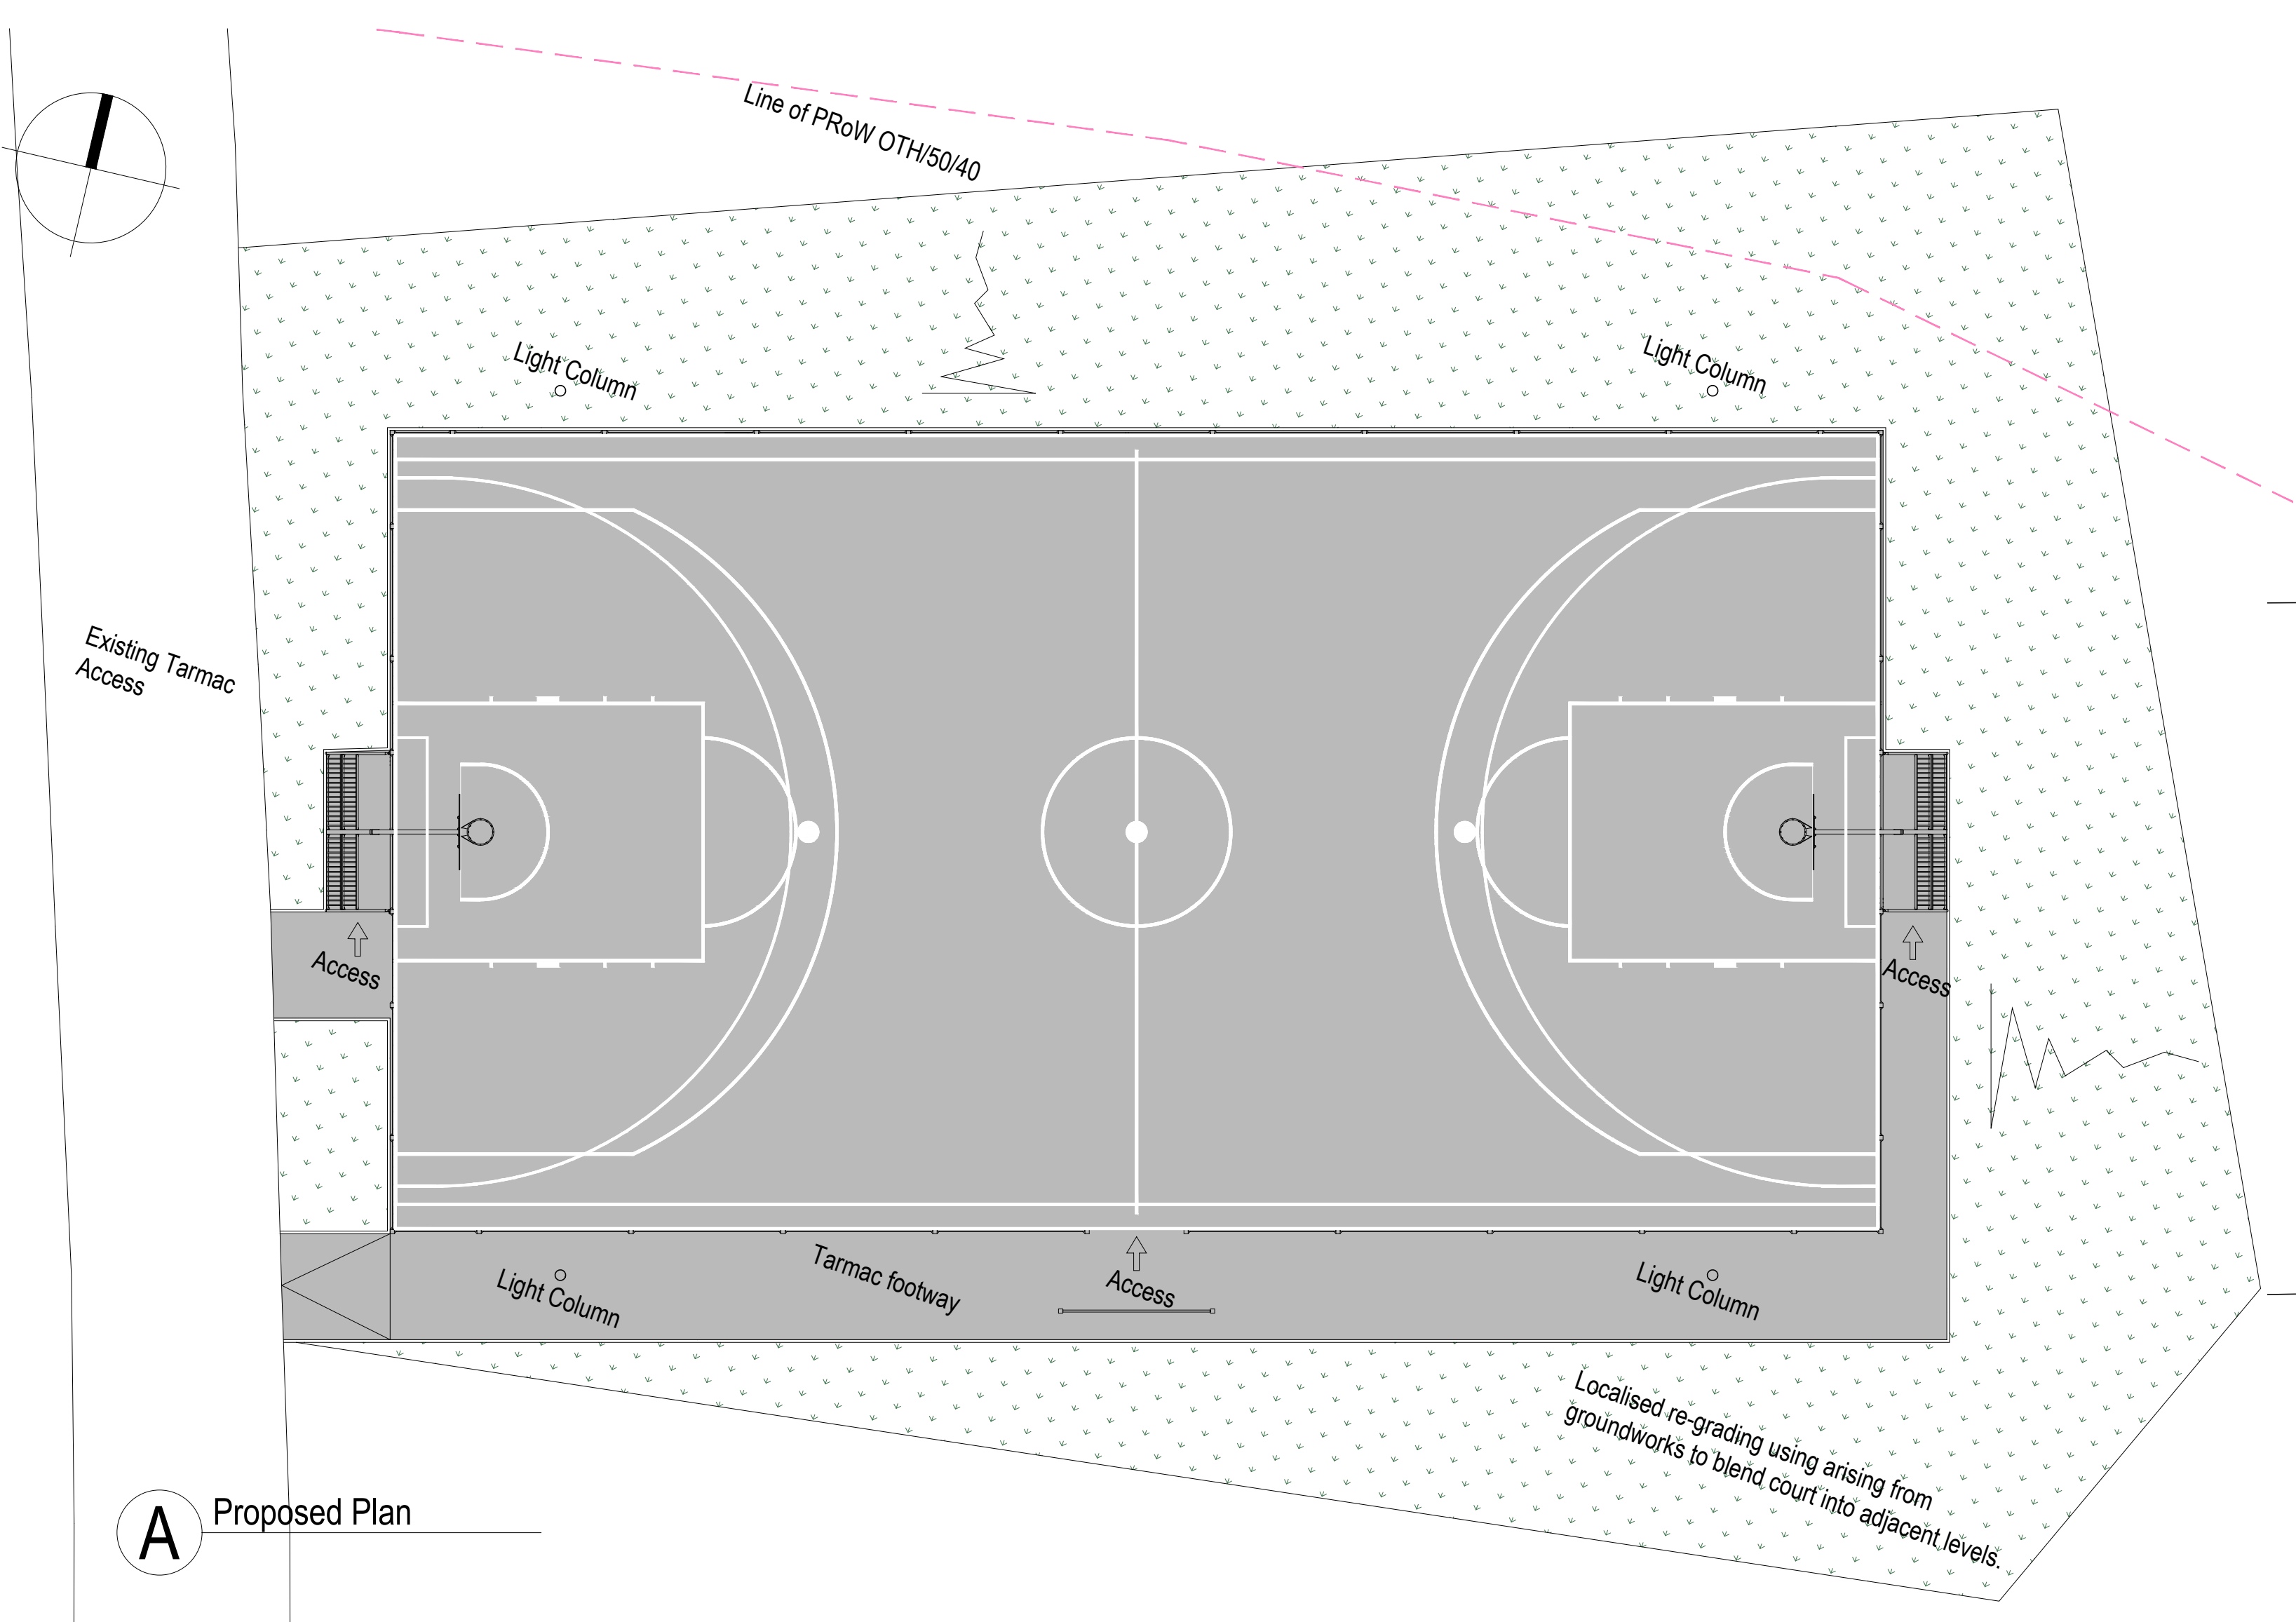 Line of PRoW OTH/50/40
Light Column
Light Column
Existing Tarmac
Access
Access
Access
Light Column
Tarmac footway
Access
Light Column
Localised re-grading using arising from
groundworks to blend court into adjacent levels.
A
Proposed Plan